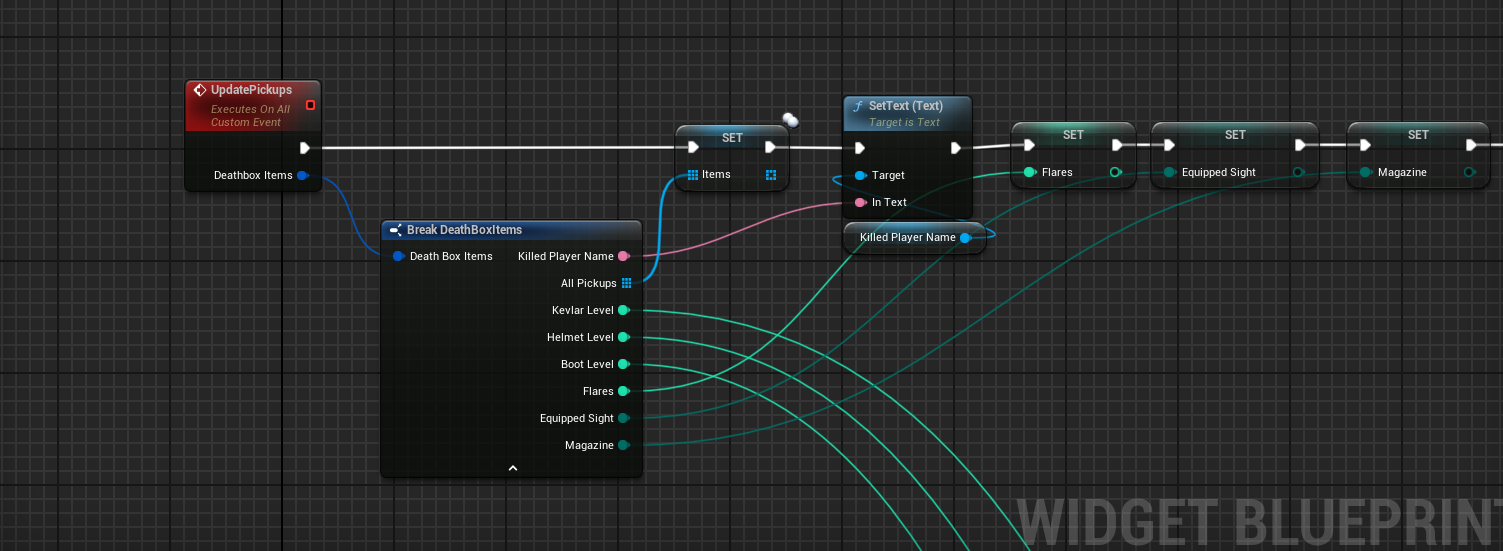 UpdatePickups
Executes On All
Custom Event
Deathbox Items
Break DeathBoxItems
Death Box Items
Killed Player Name
All Pickups
Kevlar Level
Helmet Level
Boot Level
Flares
Equipped Sight
Magazine
SET
Items
SetText (Text)
Target is Text
Target
In Text
Killed Player Name
SET
Flares
SET
Equipped Sight
SET
Magazine
WIDGET BLUEPRINT